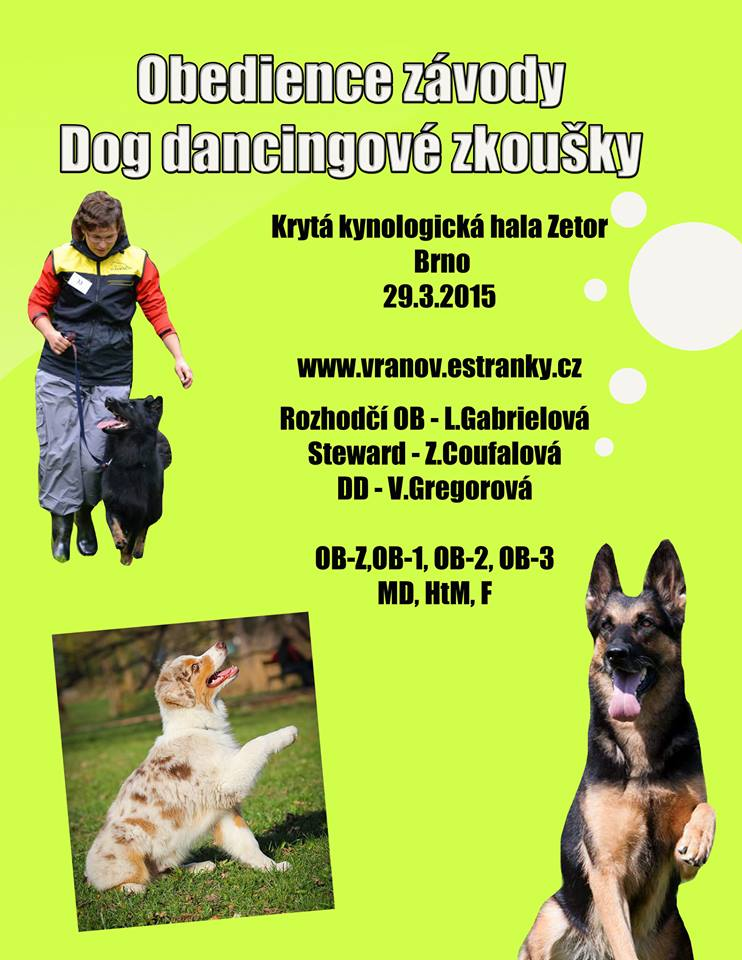 Obedience závody
Dog dancingové zkoušky
Krytá kynologická hala Zetor
Brno
29.3.2015
www.vranov.estranky.cz
Rozhodčí OB - L.Gabrielová
Steward - Z.Coufalová
DD - V.Gregorová
OB-Z,OB-1, OB-2, OB-3
MD, HtM, F